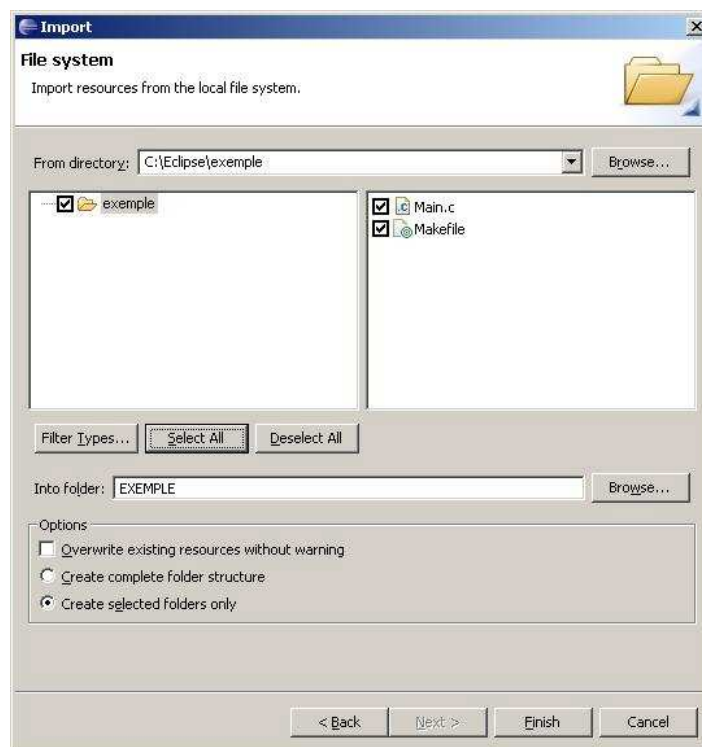 Import
File system
Import resources from the local file system.
From directory: C:\Eclipse\exemple Browse...
exemple
Main.c
Makefile
Filter Types... Select All Deselect All
Into folder: EXEMPLE Browse...
Options
Overwrite existing resources without warning
Create complete folder structure
Create selected folders only
< Back Next > Finish Cancel